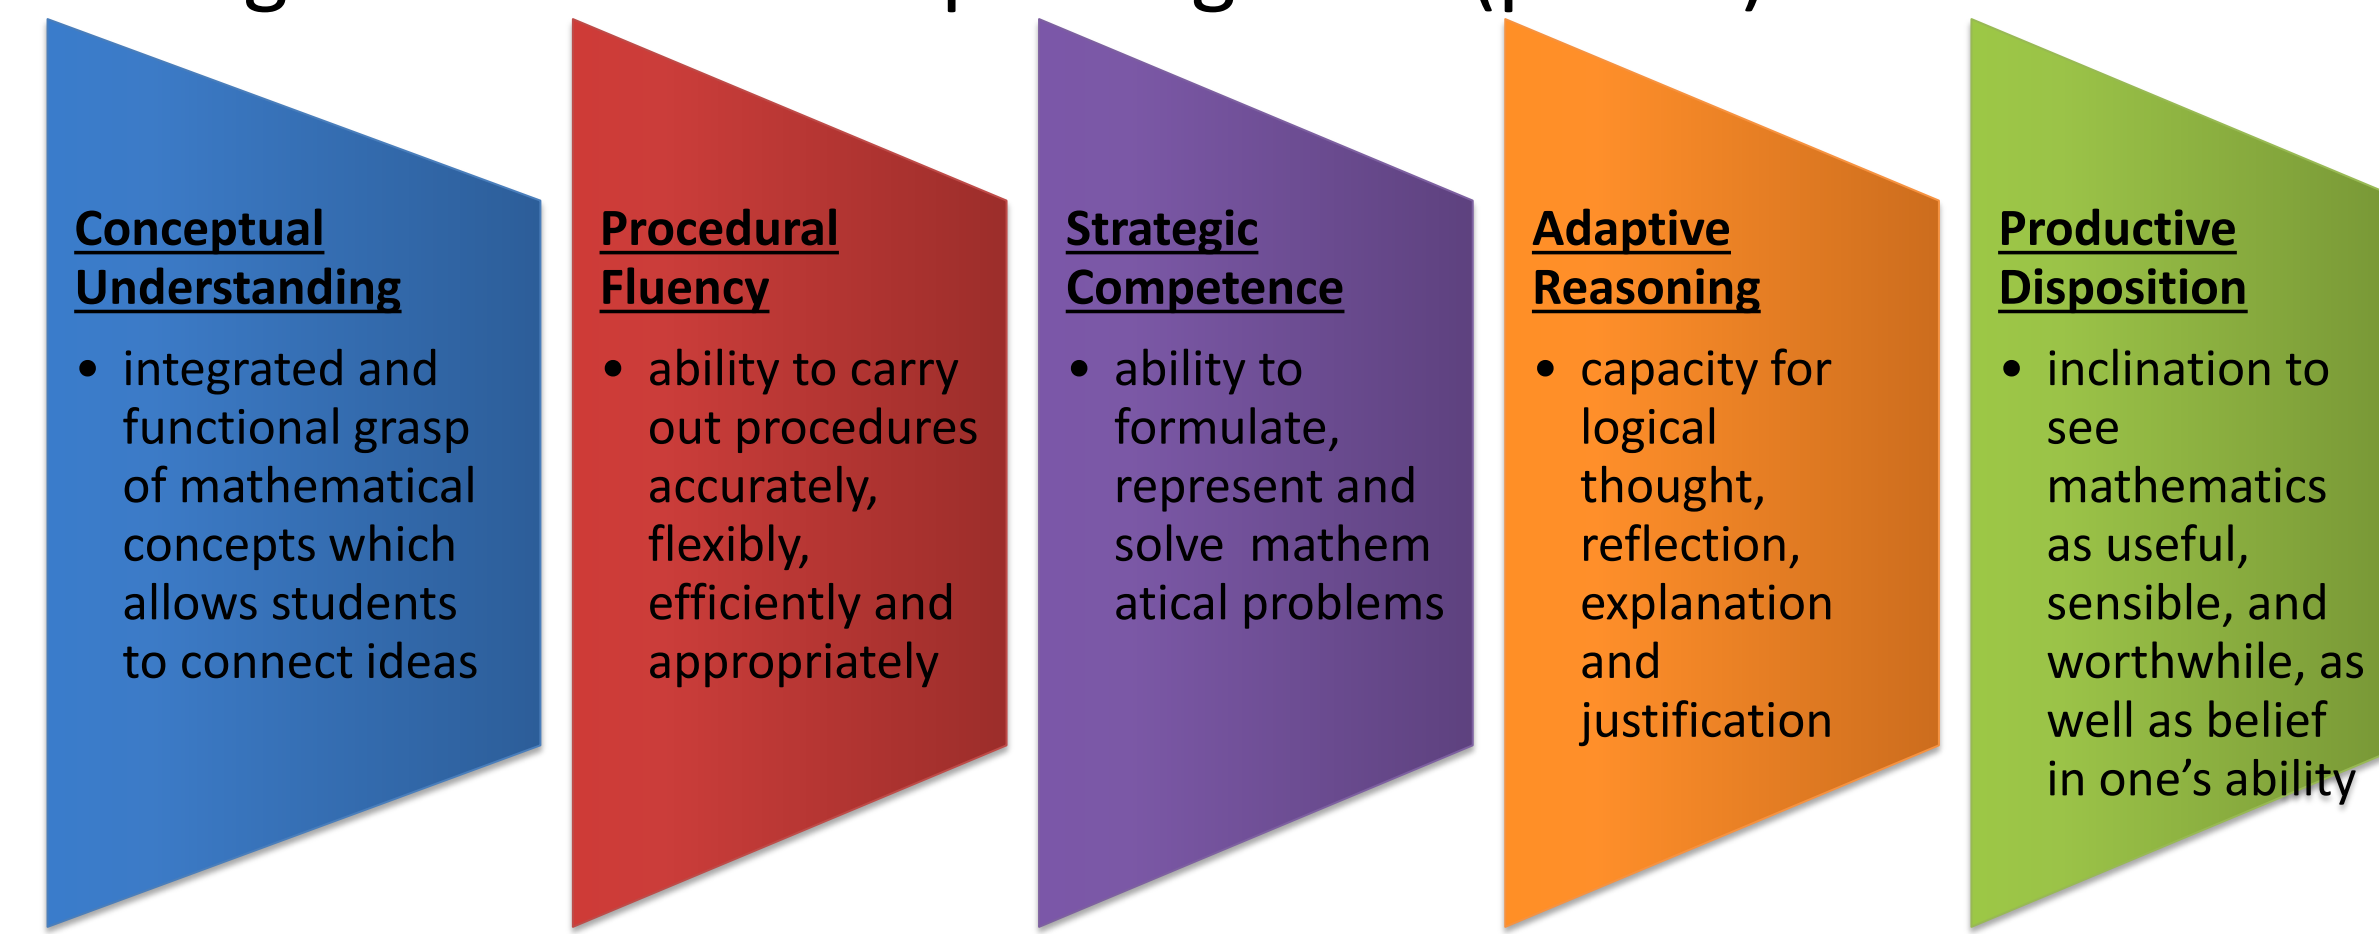 Conceptual
Understanding
• integrated and
functional grasp
of mathematical
concepts which
allows students
to connect ideas
Procedural
Fluency
• ability to carry
out procedures
accurately,
flexibly,
efficiently and
appropriately
Strategic
Competence
• ability to
formulate,
represent and
solve  mathem
atical problems
Adaptive
Reasoning
• capacity for
logical
thought,
reflection,
explanation
and
justification
Productive
Disposition
• inclination to
see
mathematics
as useful,
sensible, and
worthwhile, as
well as belief
in one’s ability